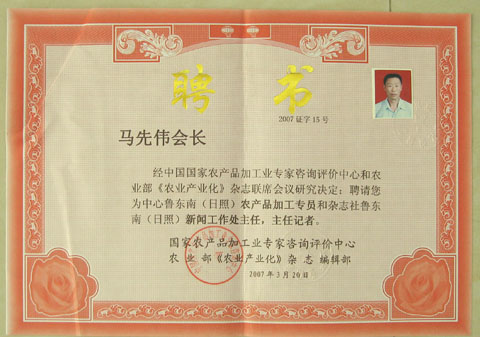 聘书
2007证字15号
马先伟会长
经中国国家农产品加工业专家咨询评价中心和农
业部《农业产业化》杂志联席会议研究决定：聘请您
为中心鲁东南（日照）农产品加工专员和杂志社鲁东
南（日照）新闻工作处主任，主任记者。
国家农产品加工业专家咨询评价中心
农业部《农业产业化》杂志编辑部
2007年3月20日